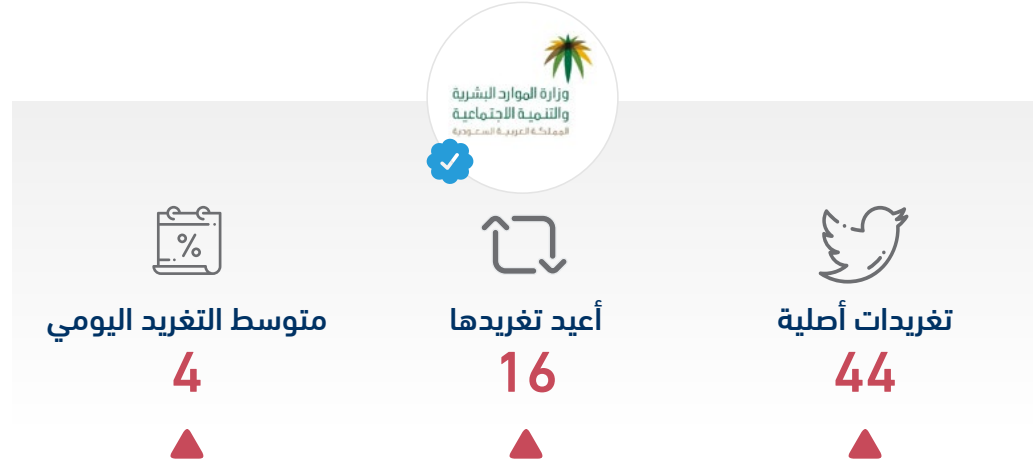 وزارة الموارد البشرية
والتنمية الاجتماعية
المملكة العربية السعودية
تغريدات أصلية
44
أعيد تغريدها
16
%
متوسط التغريد اليومي
4